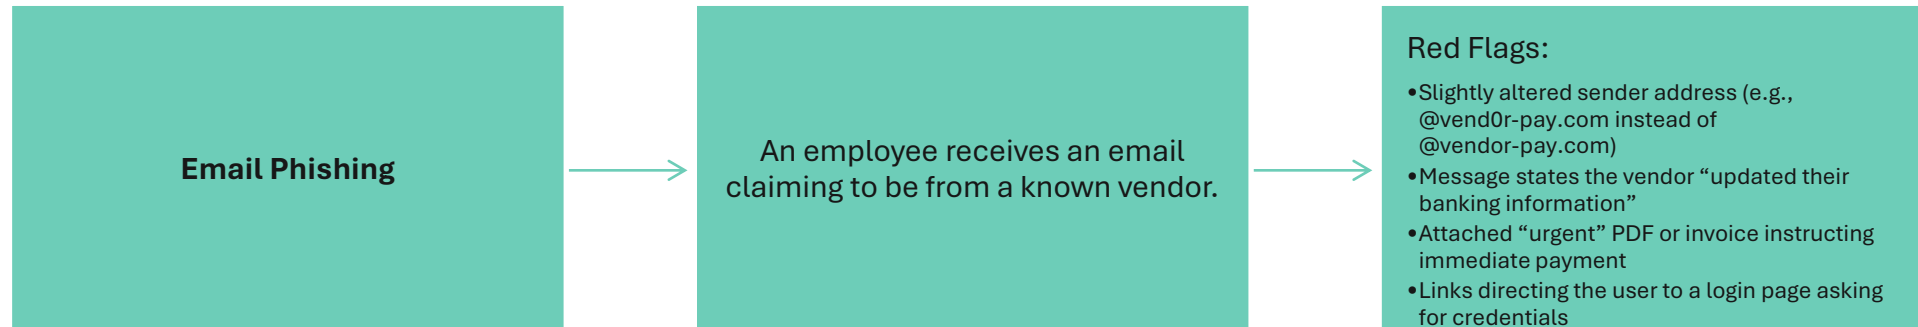 Email Phishing
An employee receives an email
claiming to be from a known vendor.
Red Flags:
•Slightly altered sender address (e.g.,
@vend0r-pay.com instead of
@vendor-pay.com)
•Message states the vendor “updated their
banking information”
•Attached “urgent” PDF or invoice instructing
immediate payment
•Links directing the user to a login page asking
for credentials